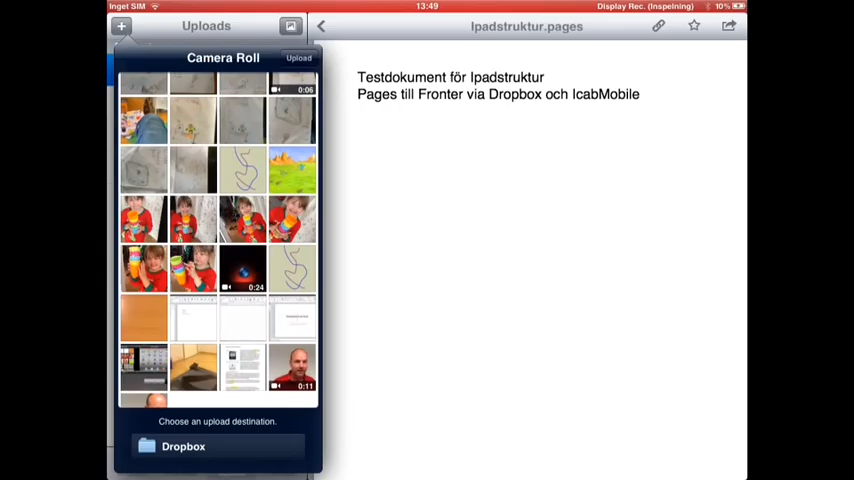 Inget SIM
13:49
Display Rec. (Inspelning)
10%
+
Uploads
Ipadstruktur.pages
Camera Roll
Upload
Testdokument för Ipadstruktur
Pages till Fronter via Dropbox och IcabMobile
0:06
0:24
0:11
Choose an upload destination.
Dropbox